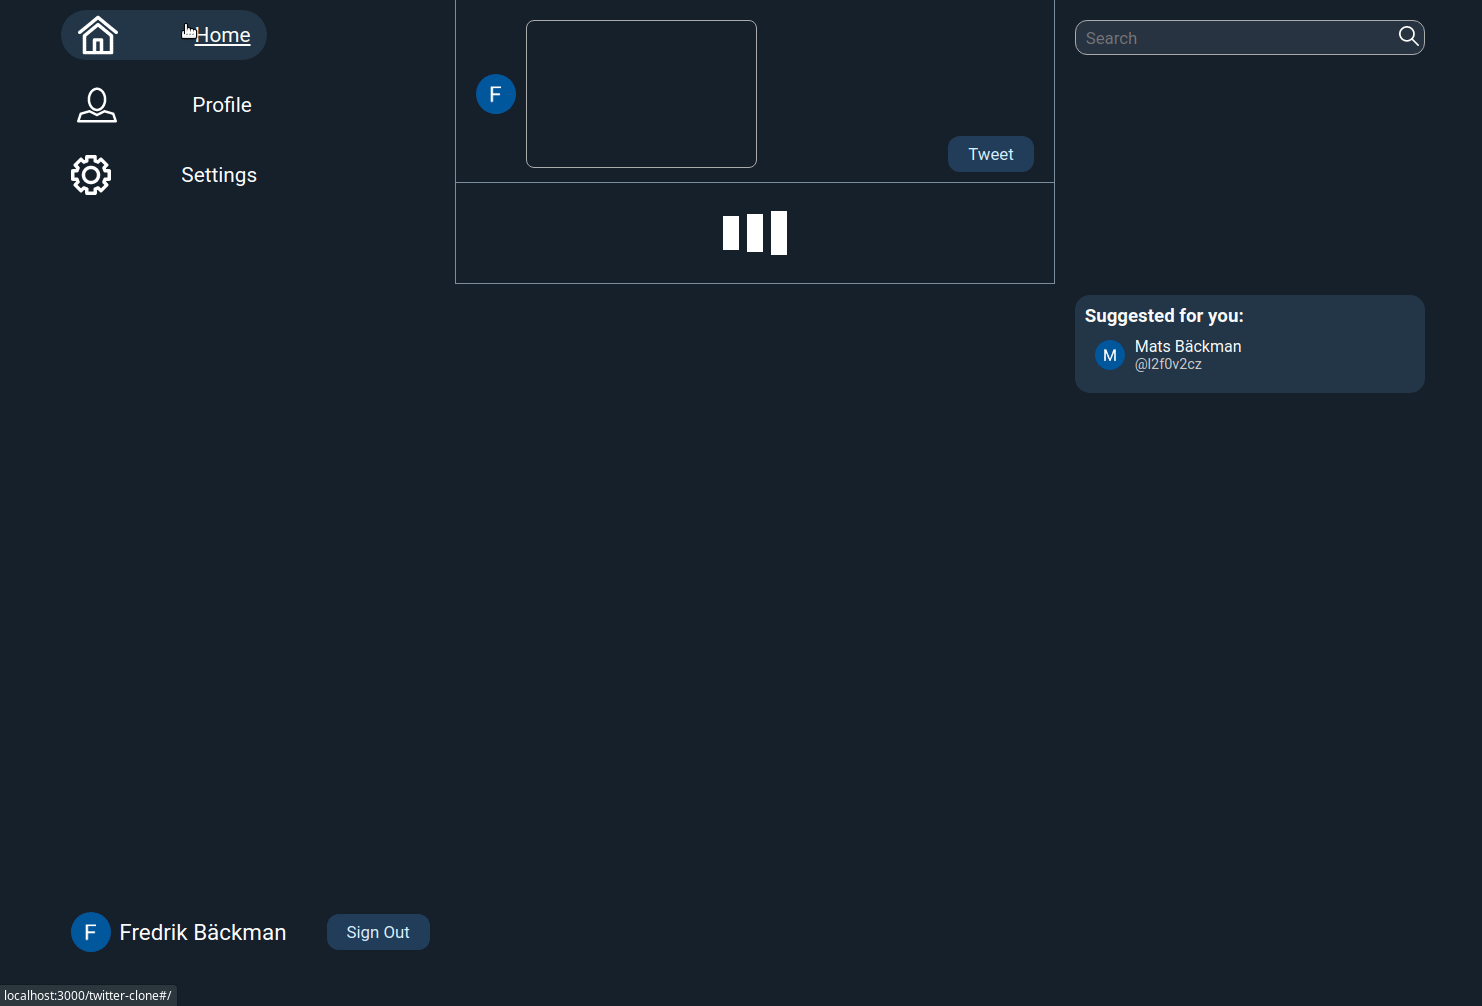 Home
Profile
Settings
F
Tweet
Search
Suggested for you:
M
Mats Bäckman
@l2f0v2cz
F
Fredrik Bäckman
Sign Out
localhost:3000/twitter-clone#/